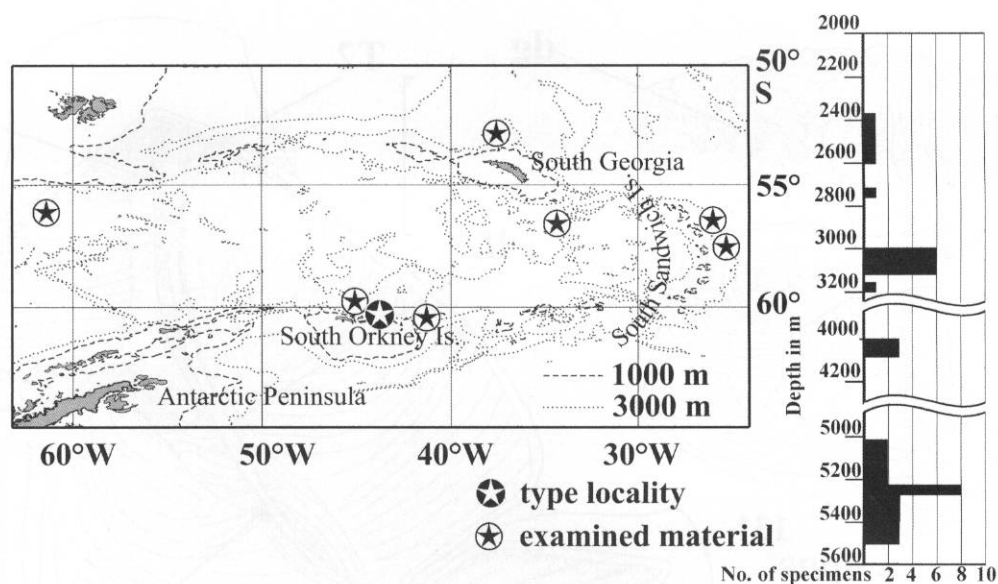 50°
S
South Georgia
55°
South Sandwich Is.
60°
South Orkney Is.
1000 m
3000 m
Antarctic Peninsula
60°W
50°W
40°W
30°W
type locality
examined material
2000
2200
2400
2600
2800
3000
3200
4000
4200
5000
5200
5400
5600
Depth in m
No. of specimens 2 4 6 8 10